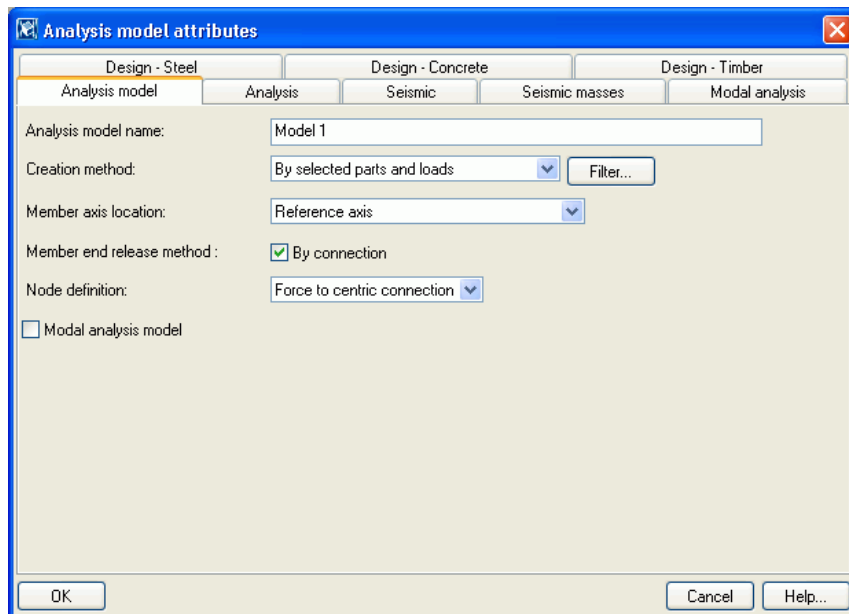 Analysis model attributes
Design - Steel Design - Concrete Design - Timber
Analysis model Analysis Seismic Seismic masses Modal analysis
Analysis model name: Model 1
Creation method: By selected parts and loads Filter...
Member axis location: Reference axis
Member end release method : By connection
Node definition: Force to centric connection
Modal analysis model
OK Cancel Help...